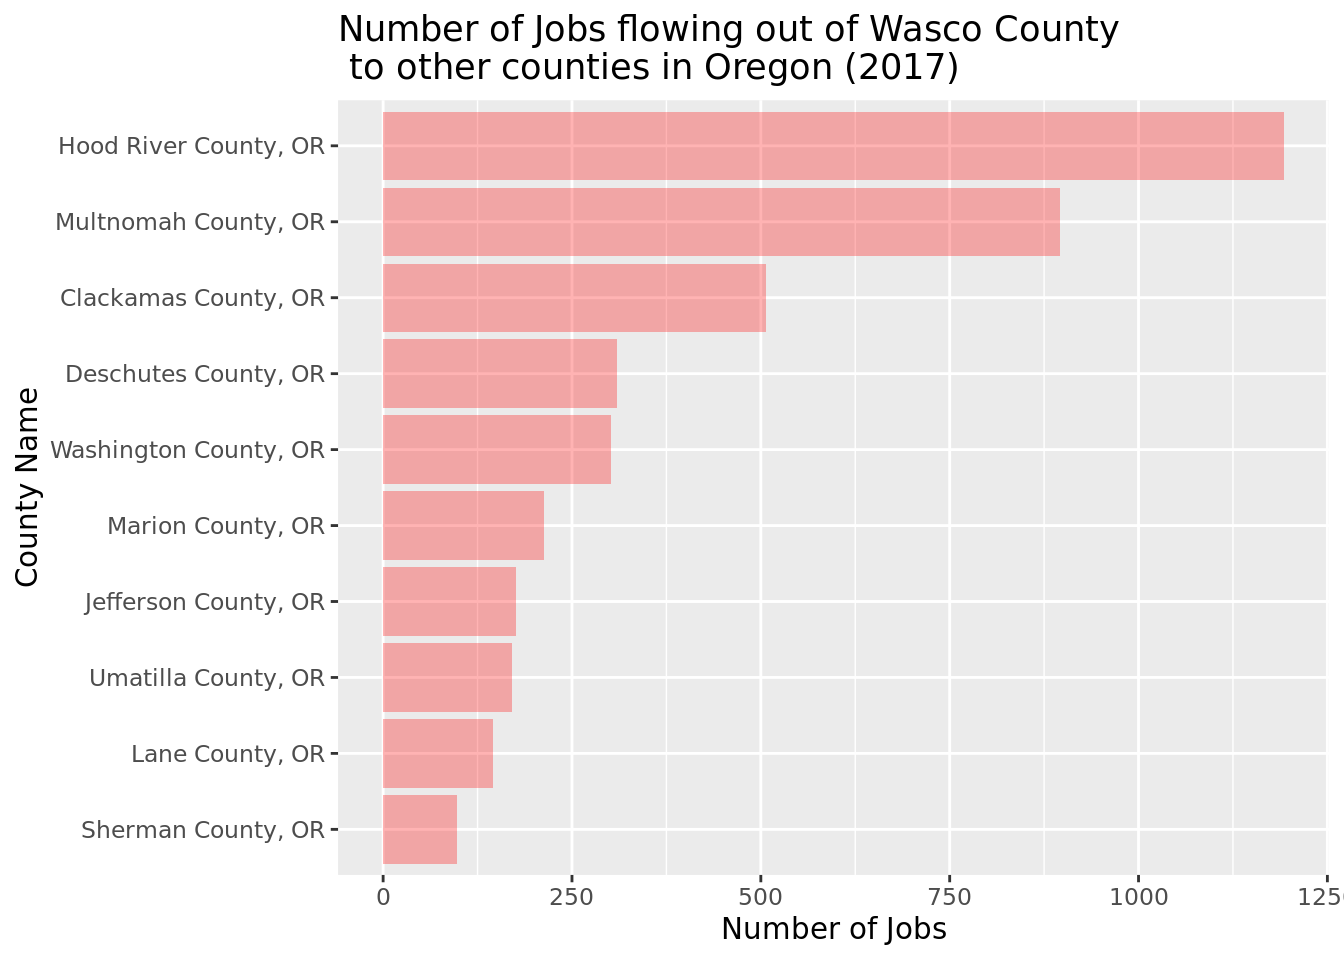 Number of Jobs flowing out of Wasco County
to other counties in Oregon (2017)
County Name
Hood River County, OR
Multnomah County, OR
Clackamas County, OR
Deschutes County, OR
Washington County, OR
Marion County, OR
Jefferson County, OR
Umatilla County, OR
Lane County, OR
Sherman County, OR
0 250 500 750 1000 125
Number of Jobs